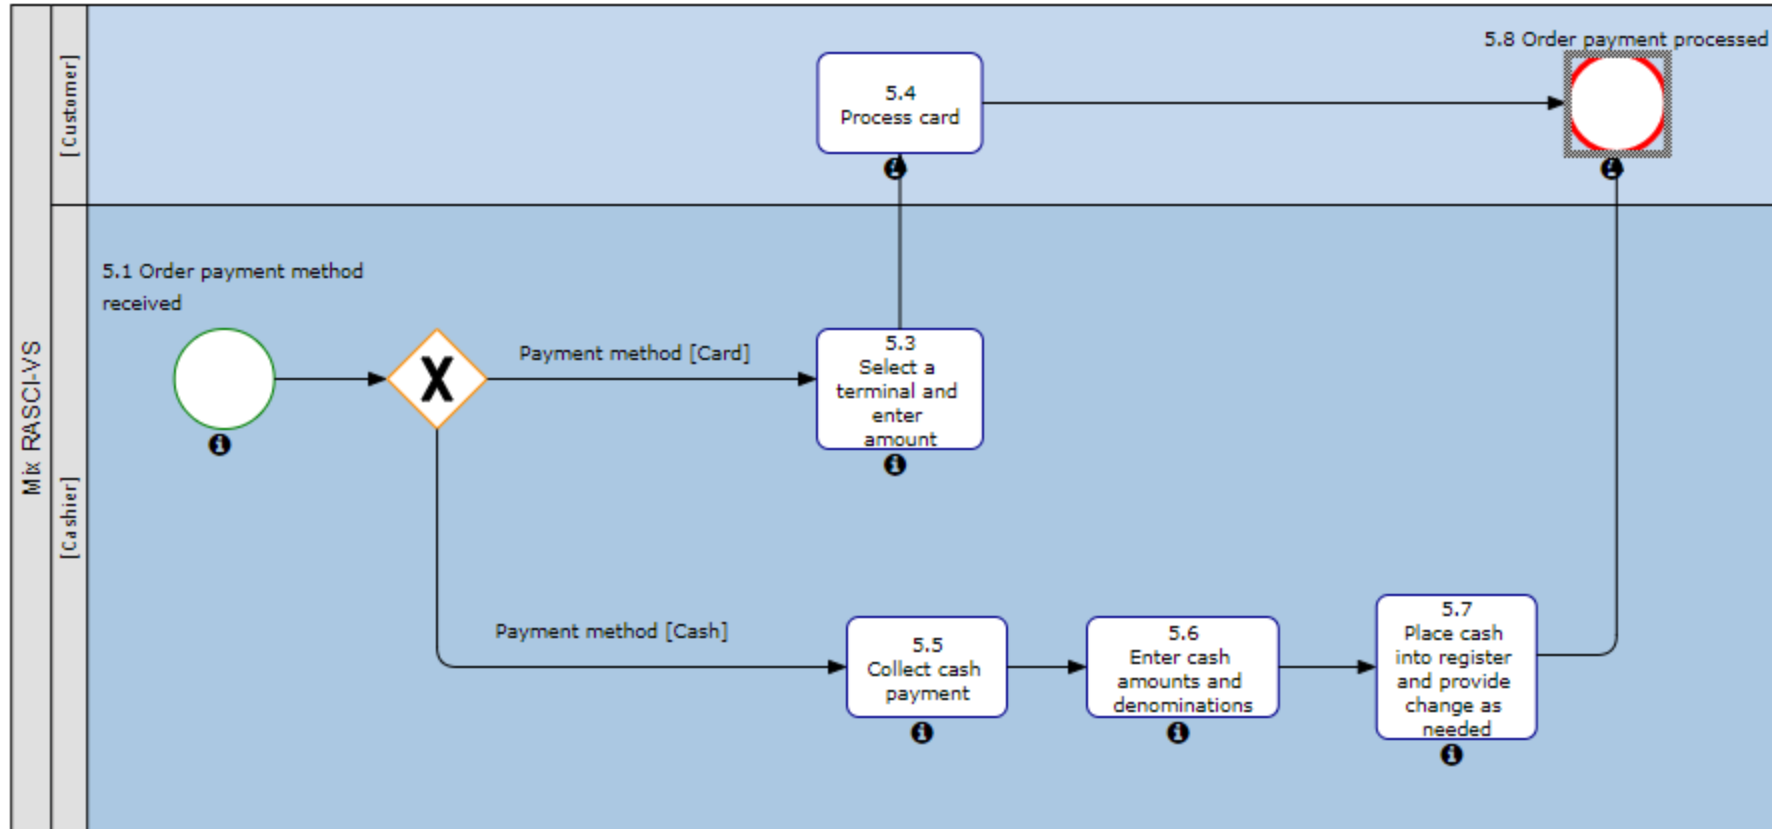 Mix RASCI-VS
[Customer]
5.4
Process card
5.8 Order payment processed
[Cashier]
5.1 Order payment method
received
X
Payment method [Card]
5.3
Select a
terminal and
enter
amount
Payment method [Cash]
5.5
Collect cash
payment
5.6
Enter cash
amounts and
denominations
5.7
Place cash
into register
and provide
change as
needed